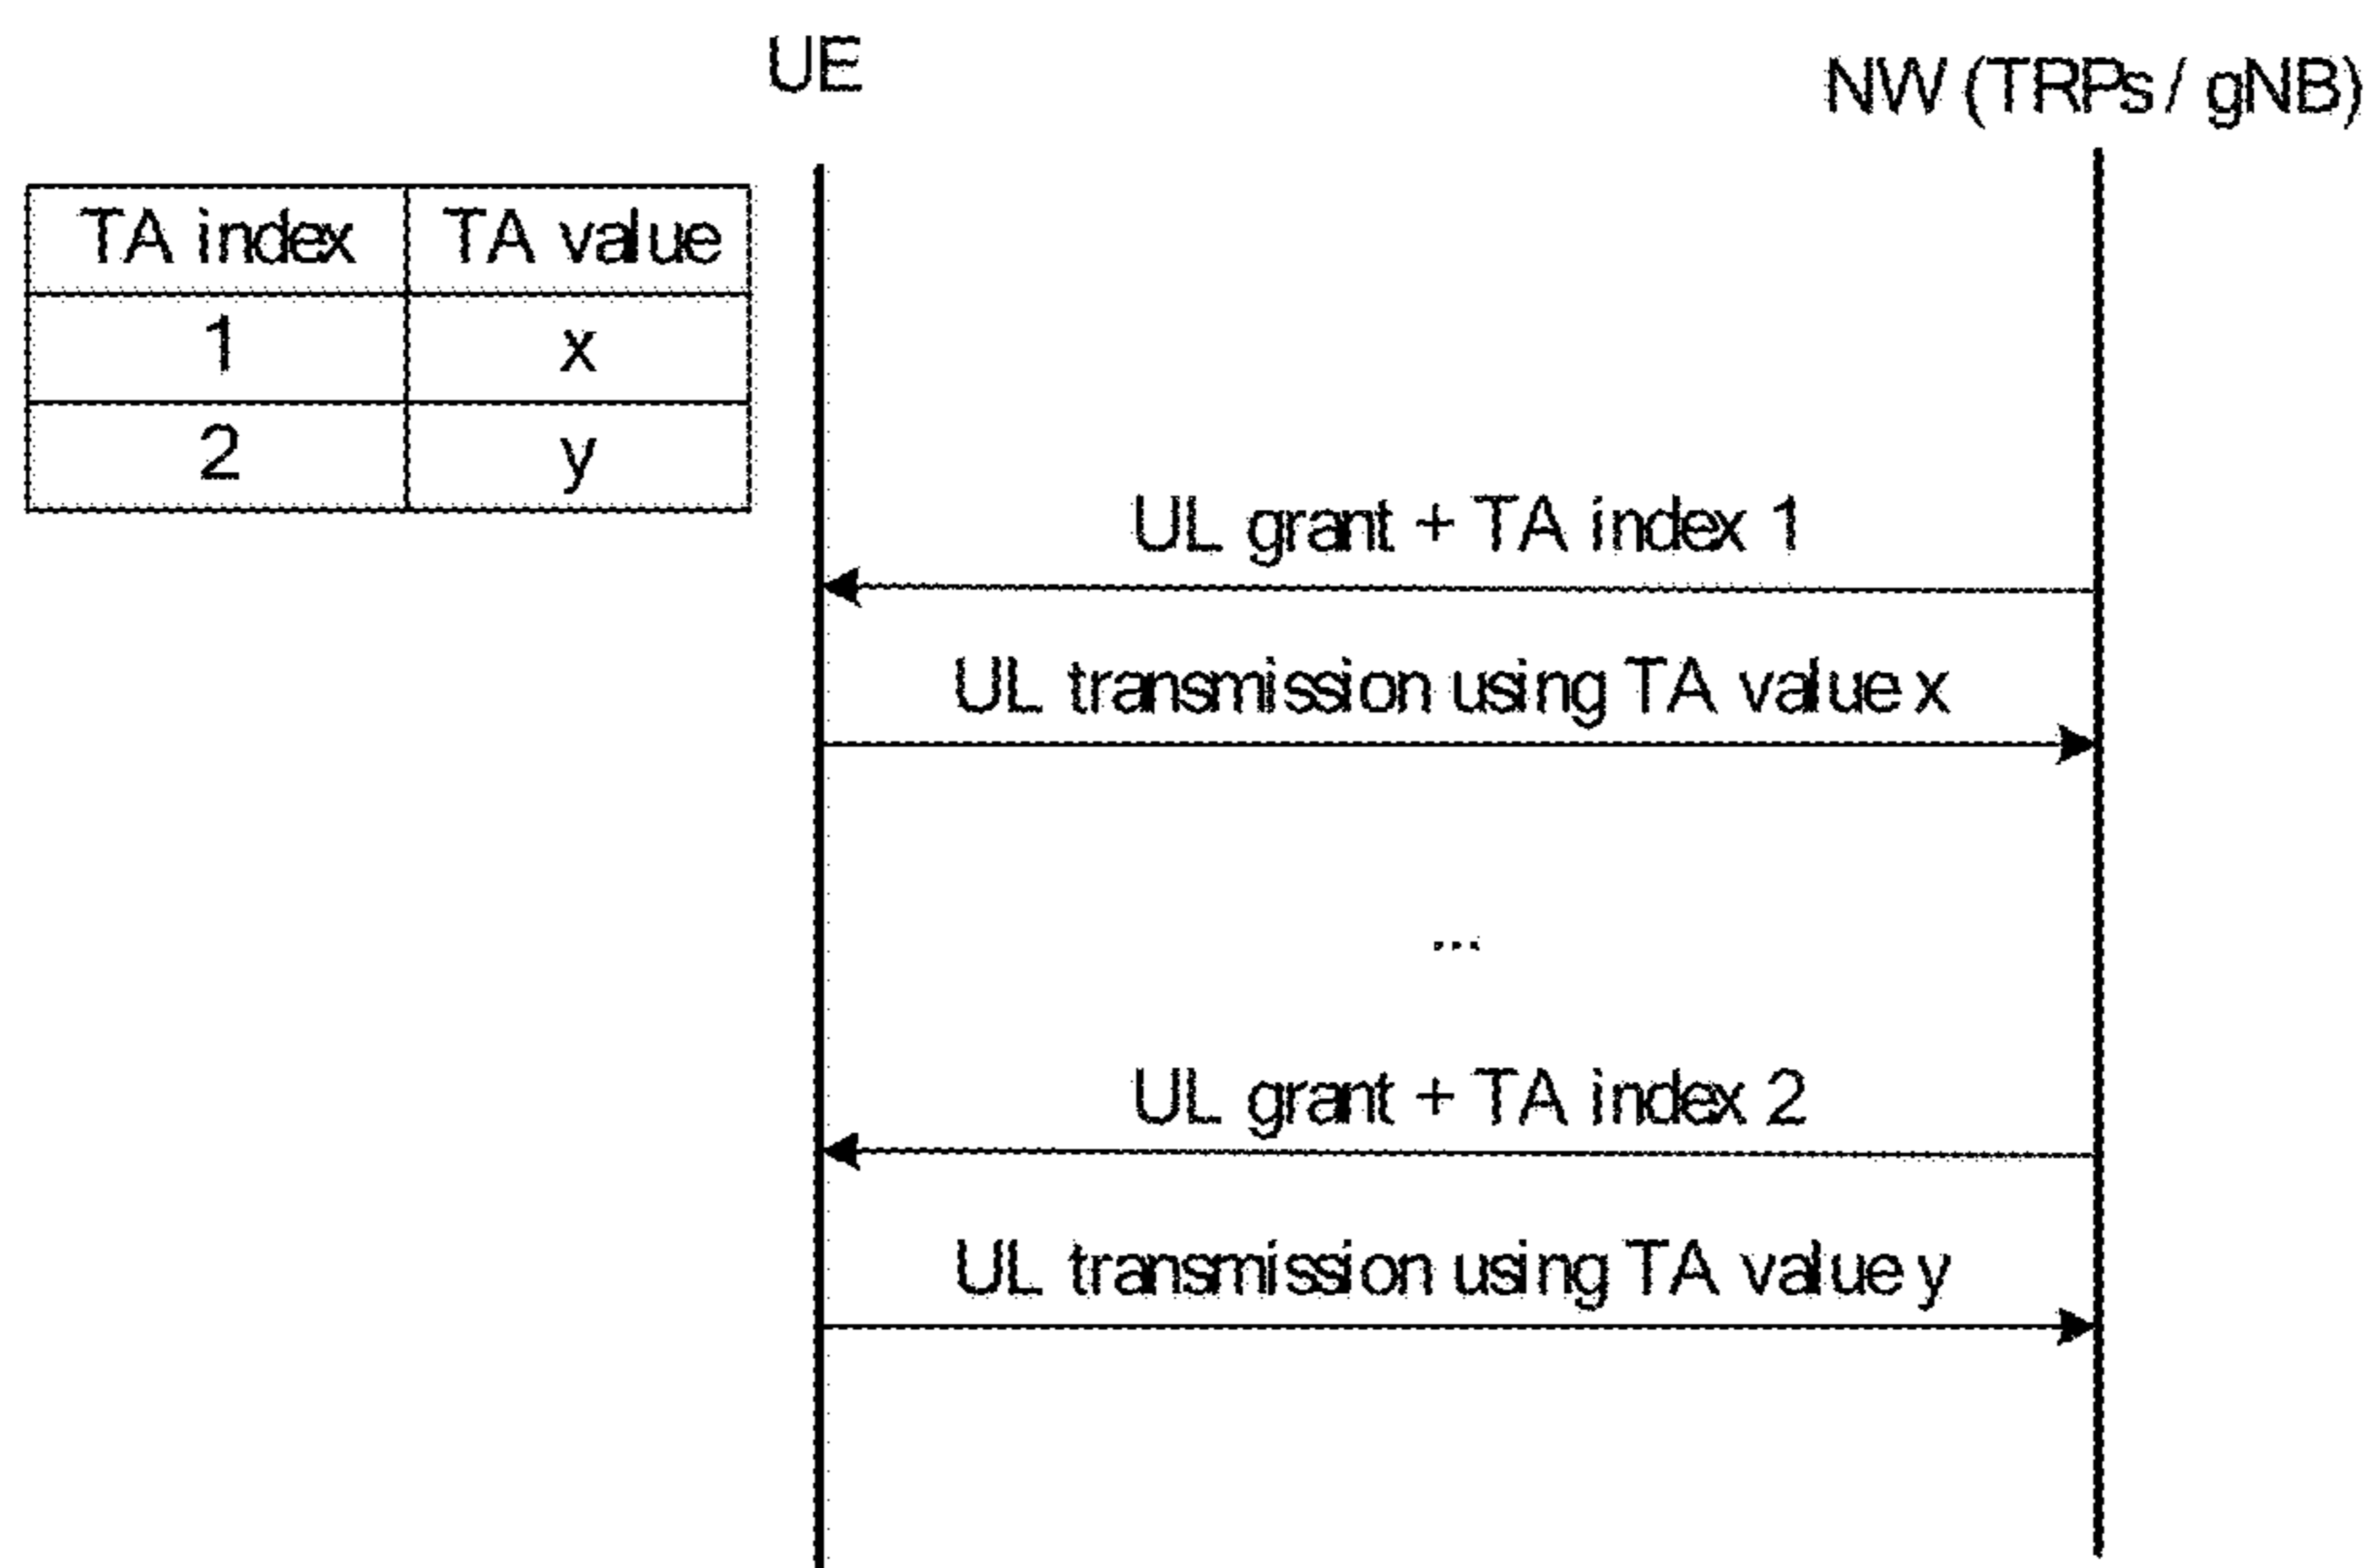 UE
NW (TRPs / gNB)
TA index TA value
1 x
2 y
UL grant + TA index 1
UL transmission using TA value x
...
UL grant + TA index 2
UL transmission using TA value y